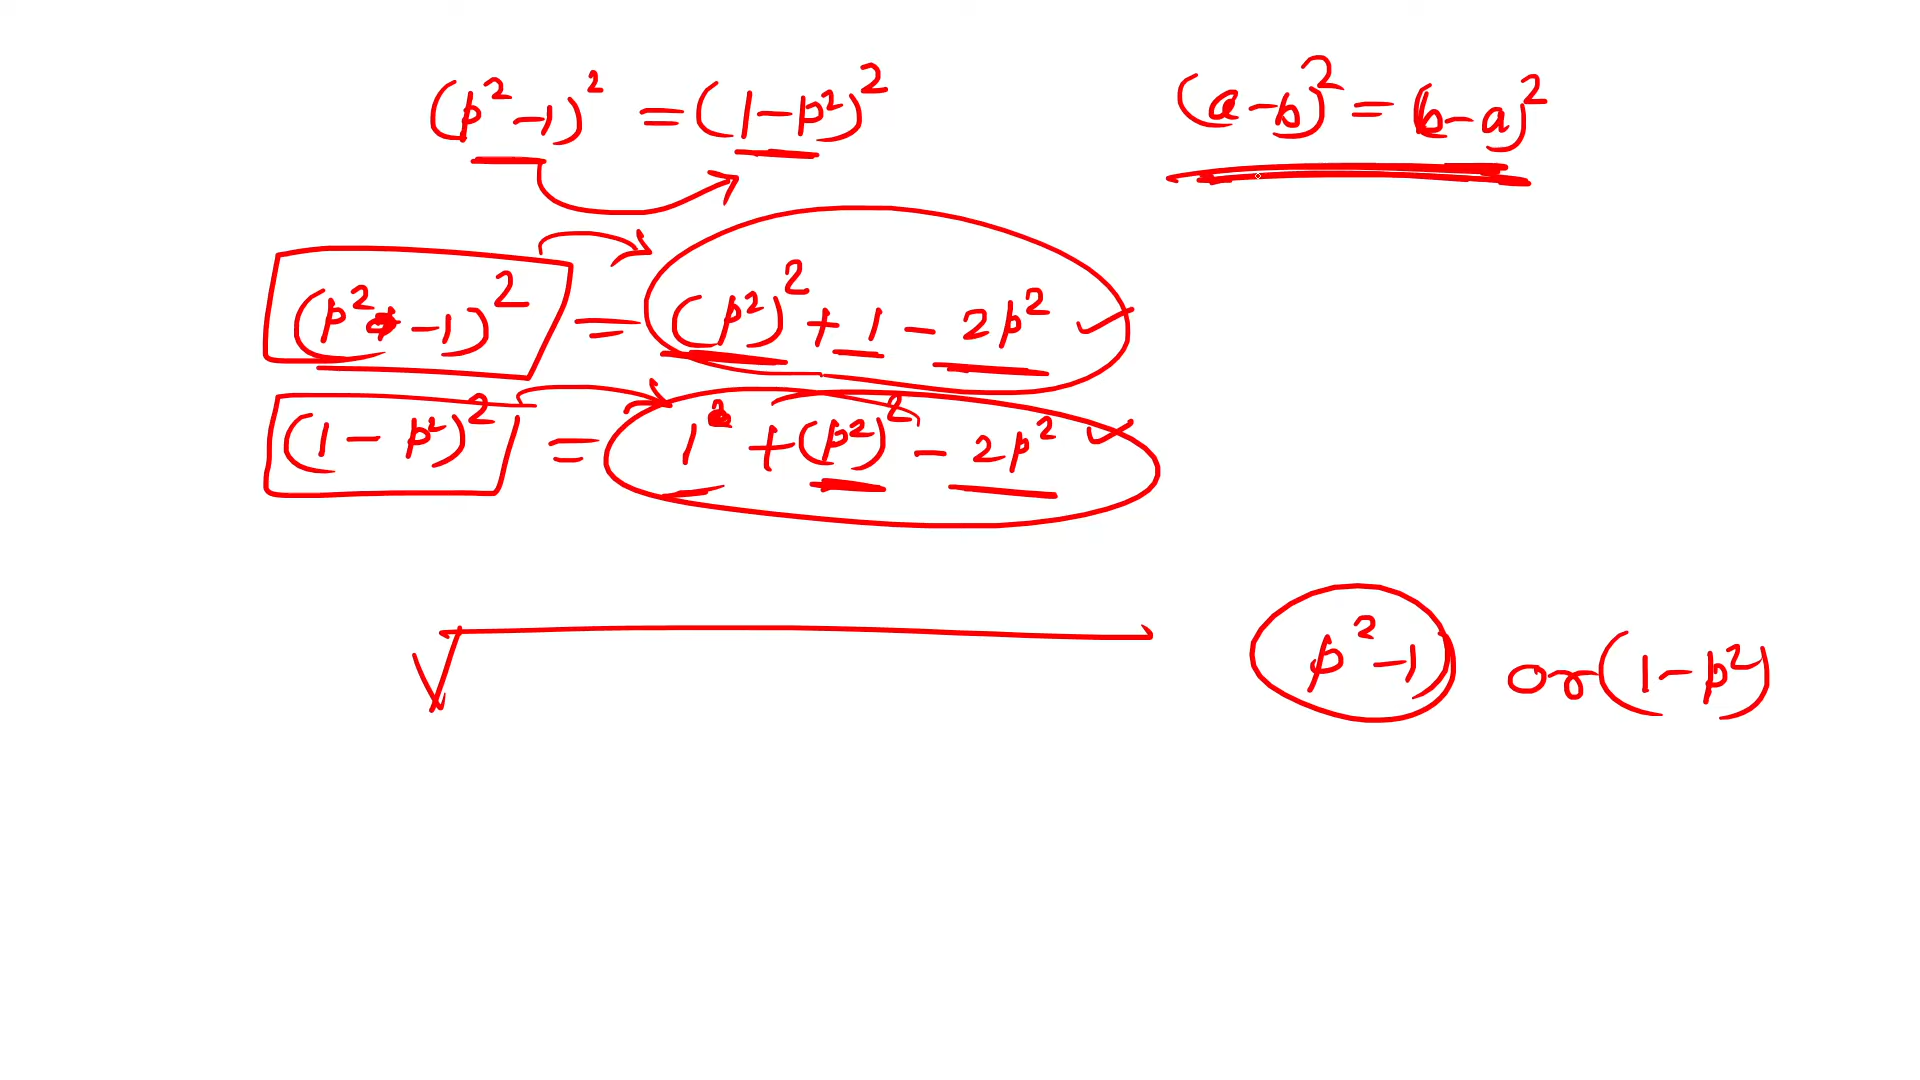 (p²-1)² = (1-p²)²
(a-b)² = (b-a)²
(p² -1)² = (p²)² + 1 - 2p²
(1 - p²)² = 1² + (p²)² - 2p²
√
p²-1) or (1-p²)